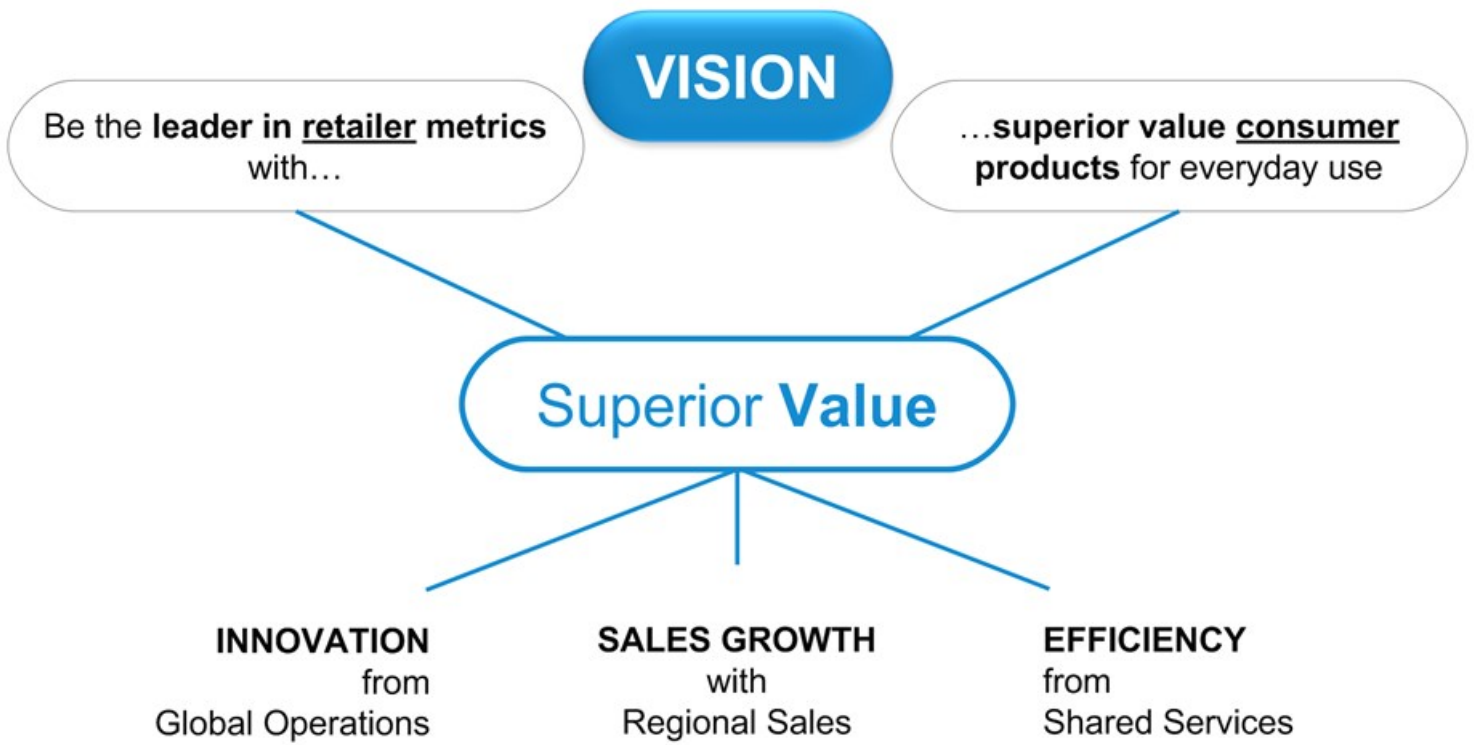 VISION
Be the leader in retailer metrics
with…
…superior value consumer
products for everyday use
Superior Value
INNOVATION
from
Global Operations
SALES GROWTH
with
Regional Sales
EFFICIENCY
from
Shared Services